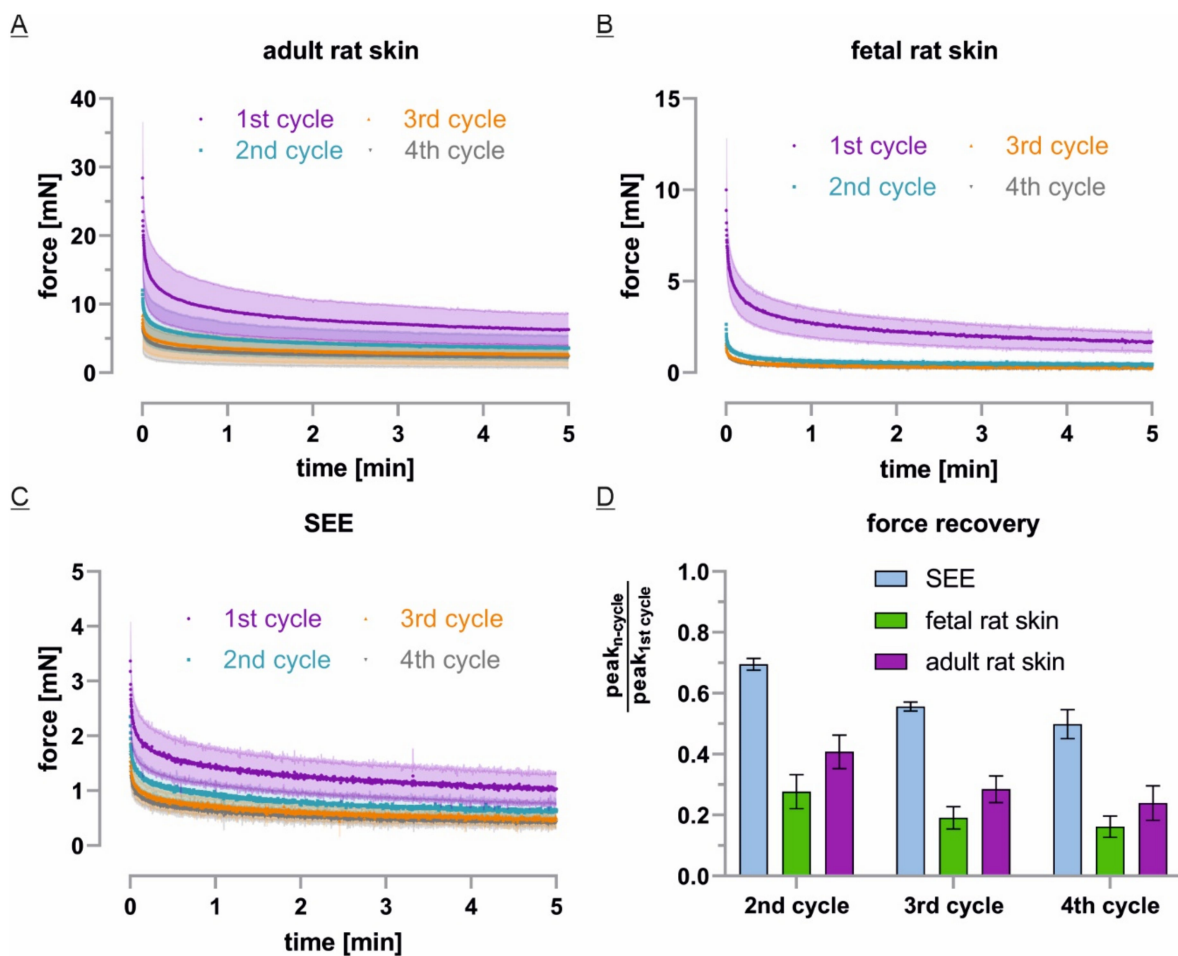 A
adult rat skin
force [mN]
40
30
20
10
0
1st cycle
3rd cycle
2nd cycle
4th cycle
0 1 2 3 4 5
time [min]
B
fetal rat skin
force [mN]
15
10
5
0
1st cycle
3rd cycle
2nd cycle
4th cycle
0 1 2 3 4 5
time [min]
C
SEE
force [mN]
5
4
3
2
1
0
1st cycle
3rd cycle
2nd cycle
4th cycle
0 1 2 3 4 5
time [min]
D
force recovery
peak n-cycle
peak 1st cycle
1.0
0.8
0.6
0.4
0.2
0.0
SEE
fetal rat skin
adult rat skin
2nd cycle 3rd cycle 4th cycle